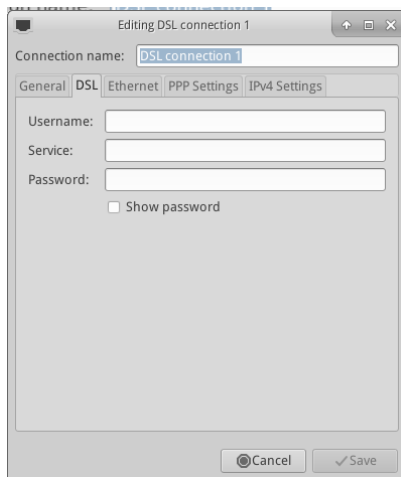 Editing DSL connection 1
Connection name: DSL connection 1
General DSL Ethernet PPP Settings IPv4 Settings
Username:
Service:
Password:
Show password
Cancel Save